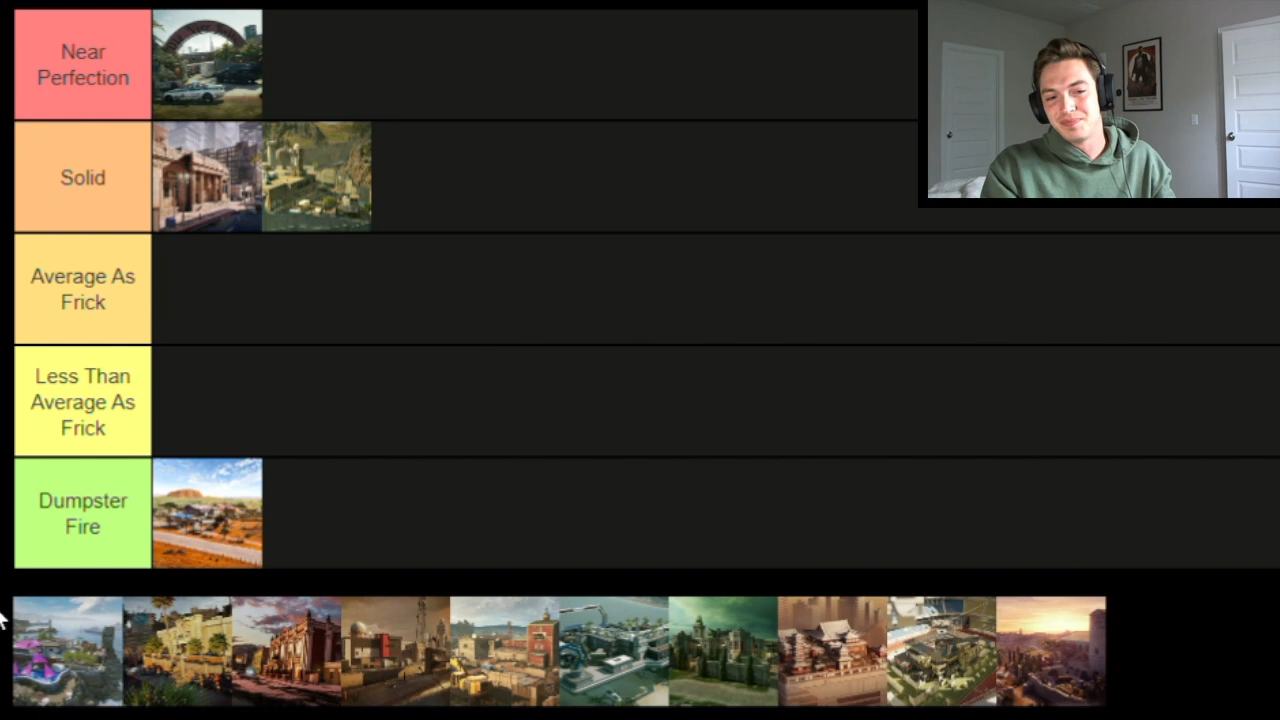 Near
Perfection
Solid
Average As
Frick
Less Than
Average As
Frick
Dumpster
Fire